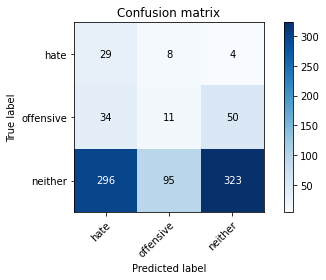 Confusion matrix
hate 29 8 4
offensive 34 11 50
neither 296 95 323
hate offensive neither
True label
Predicted label
300
250
200
150
100
50